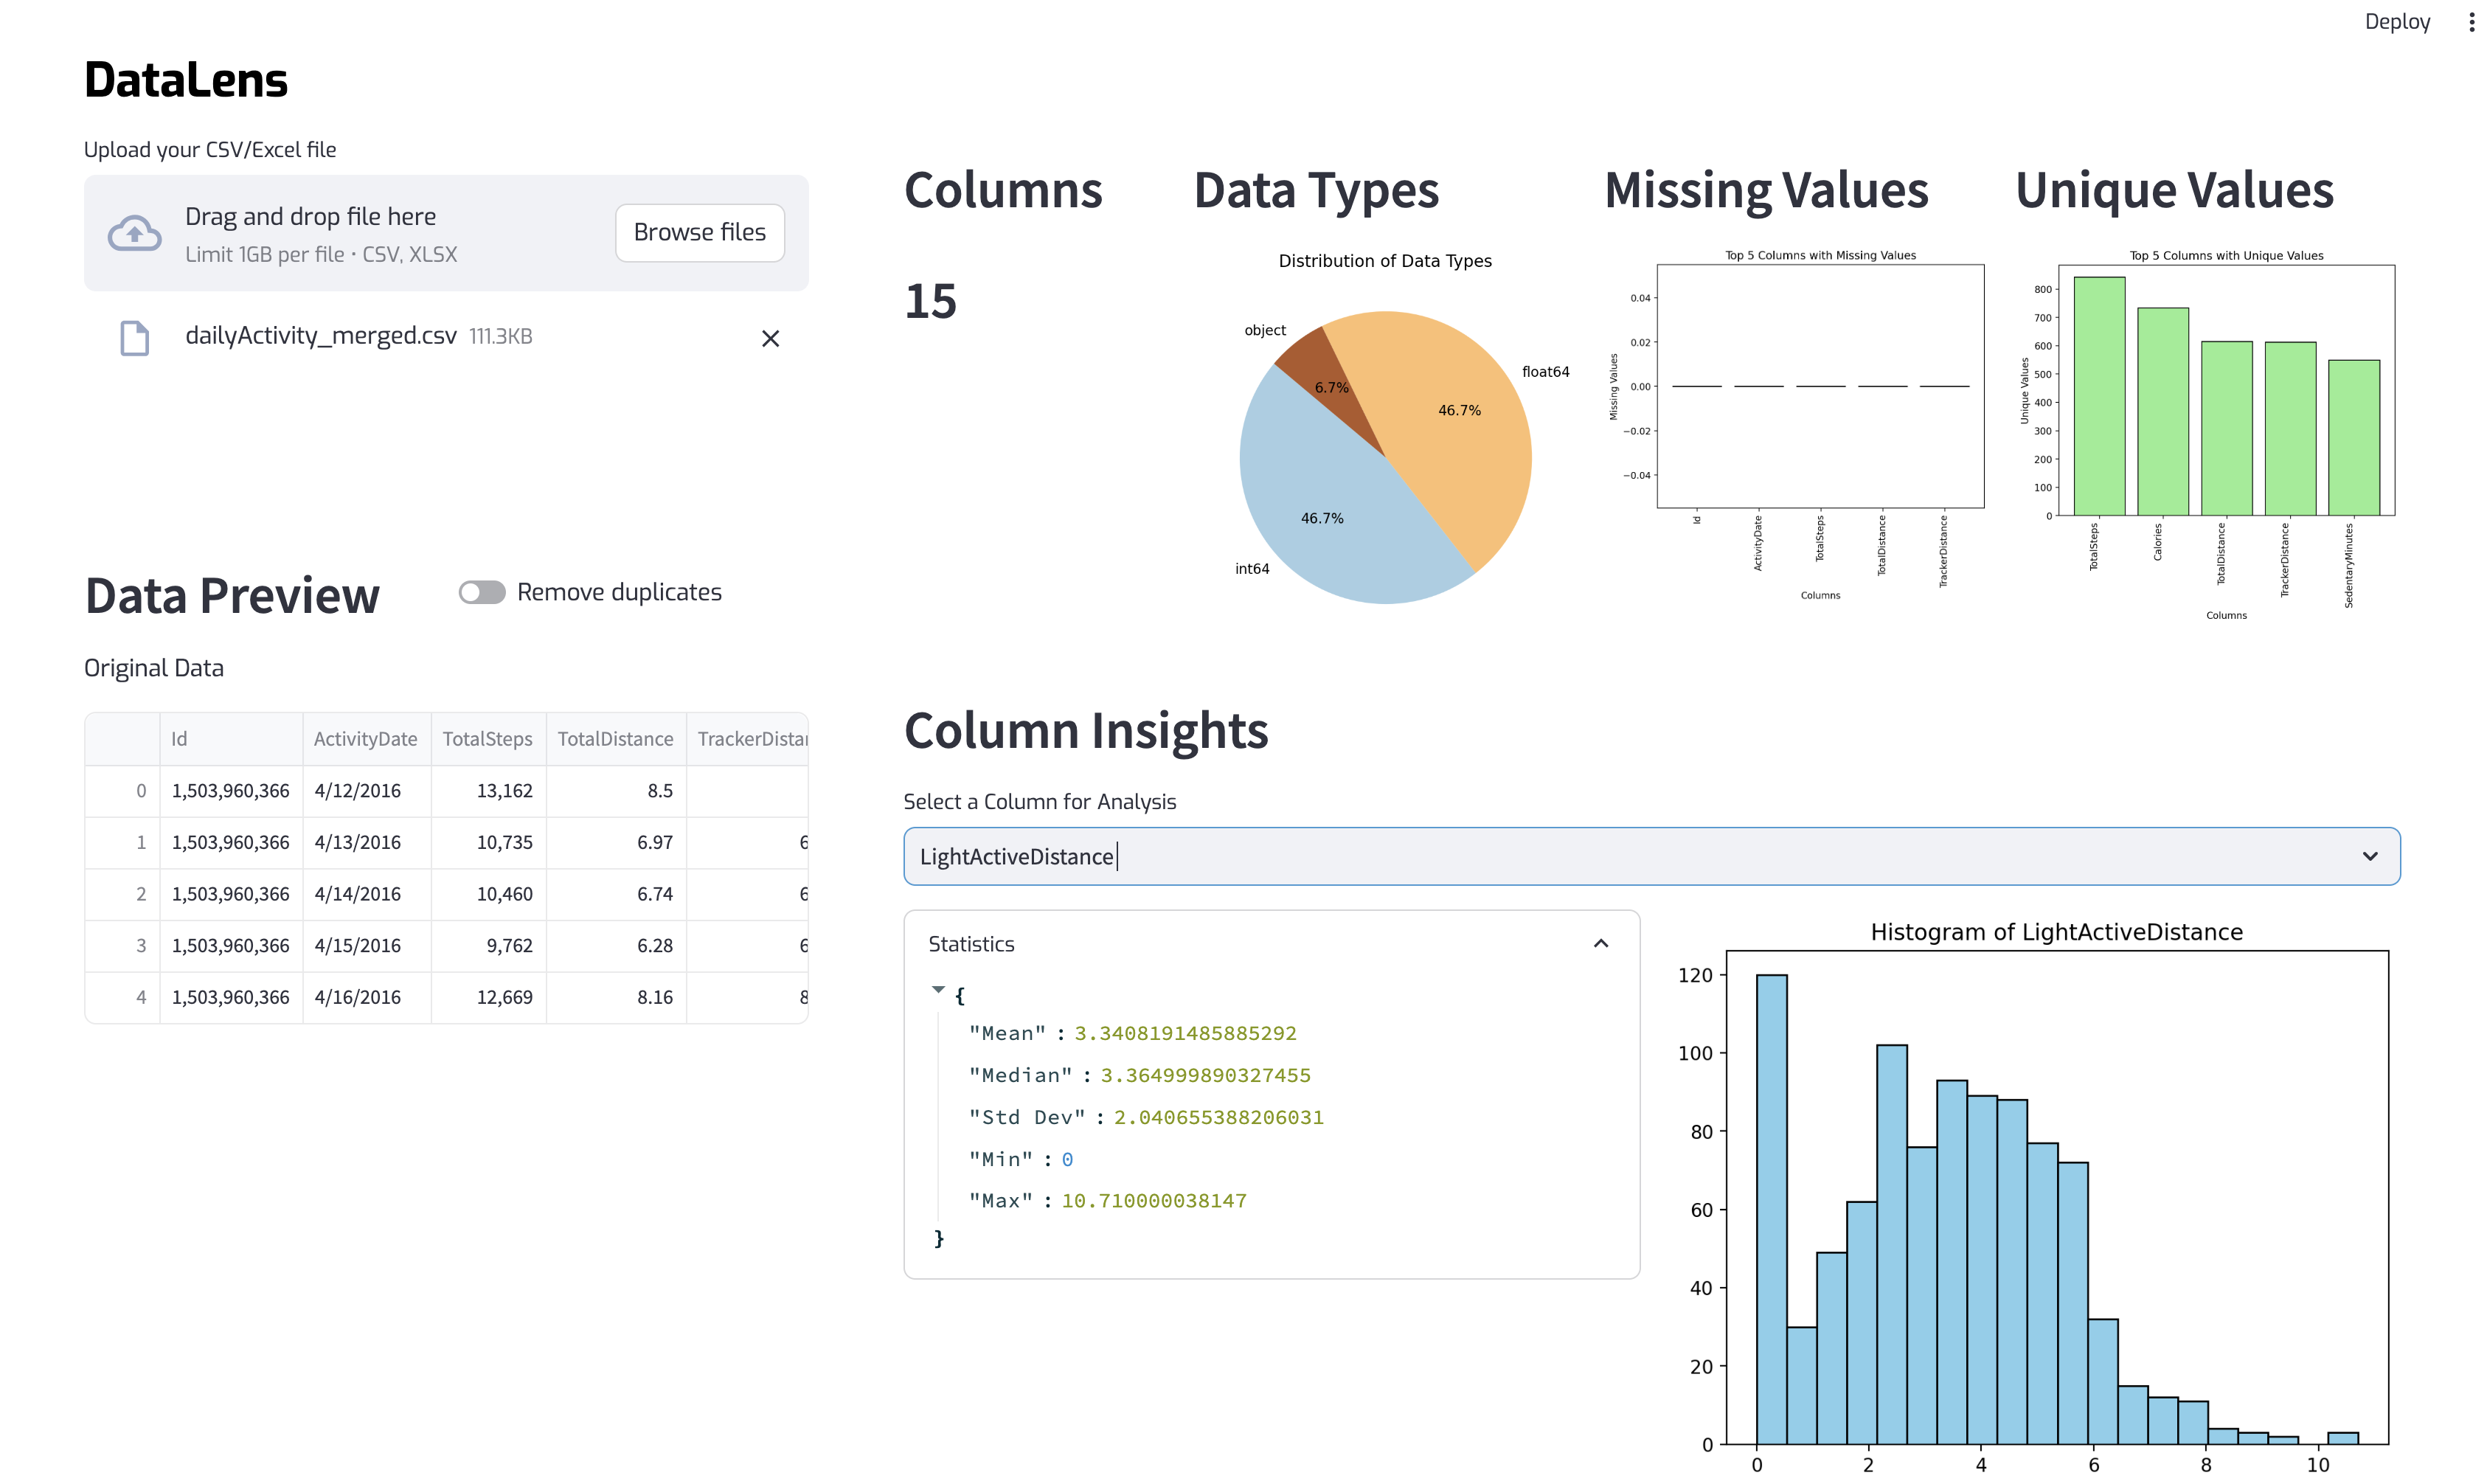 Deploy
DataLens
Upload your CSV/Excel file
Drag and drop file here
Limit 1GB per file • CSV, XLSX
Browse files
dailyActivity_merged.csv 111.3KB
Columns
15
Data Types
Distribution of Data Types
object
6.7%
float64
46.7%
46.7%
int64
Missing Values
Top 5 Columns with Missing Values
Missing Values
0.04
0.02
0.00
−0.02
−0.04
Id
ActivityDate
TotalSteps
TotalDistance
TrackerDistance
Columns
Unique Values
Top 5 Columns with Unique Values
Unique Values
800
700
600
500
400
300
200
100
0
TotalSteps
Calories
TotalDistance
TrackerDistance
SedentaryMinutes
Columns
Data Preview
Remove duplicates
Original Data
Id ActivityDate TotalSteps TotalDistance TrackerDistar
0 1,503,960,366 4/12/2016 13,162 8.5
1 1,503,960,366 4/13/2016 10,735 6.97 6
2 1,503,960,366 4/14/2016 10,460 6.74 6
3 1,503,960,366 4/15/2016 9,762 6.28 6
4 1,503,960,366 4/16/2016 12,669 8.16 8
Column Insights
Select a Column for Analysis
LightActiveDistance
Statistics
{
"Mean" : 3.3408191485885292
"Median" : 3.364999890327455
"Std Dev" : 2.040655388206031
"Min" : 0
"Max" : 10.710000038147
}
Histogram of LightActiveDistance
120
100
80
60
40
20
0
0 2 4 6 8 10